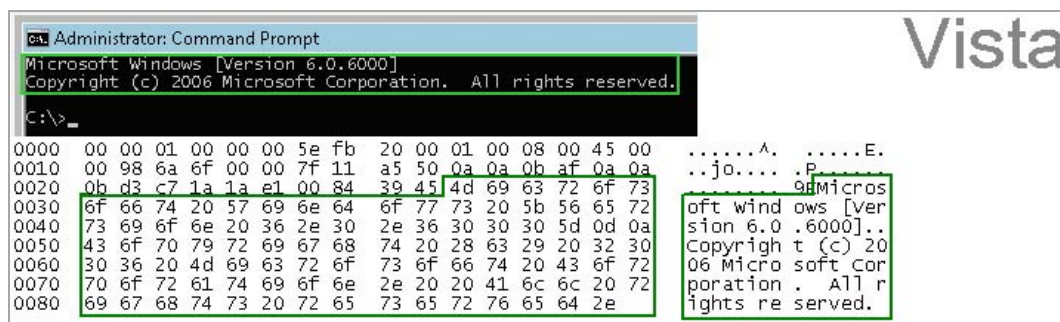 Vista
Administrator: Command Prompt
Microsoft Windows [Version 6.0.6000]
Copyright (c) 2006 Microsoft Corporation.  All rights reserved.
C:\>_
0000  00 00 01 00 00 00 5e fb  20 00 01 00 08 00 45 00  ......^.  .....E.
0010  00 98 6a 6f 00 00 7f 11  a5 50 0a 0a 0b af 0a 0a  ..jo.... .P......
0020  0b d3 c7 1a 1a e1 00 84  39 45 4d 69 63 72 6f 73  ........ 9EMicros
0030  6f 66 74 20 57 69 6e 64  6f 77 73 20 5b 56 65 72  oft Wind ows [Ver
0040  73 69 6f 6e 20 36 2e 30  2e 36 30 30 30 5d 0d 0a  sion 6.0 .6000]..
0050  43 6f 70 79 72 69 67 68  74 20 28 63 29 20 32 30  Copyrigh t (c) 20
0060  30 36 20 4d 69 63 72 6f  73 6f 66 74 20 43 6f 72  06 Micro soft Cor
0070  70 6f 72 61 74 69 6f 6e  2e 20 20 41 6c 6c 20 72  poration .  All r
0080  69 67 68 74 73 20 72 65  73 65 72 76 65 64 2e  ights re served.